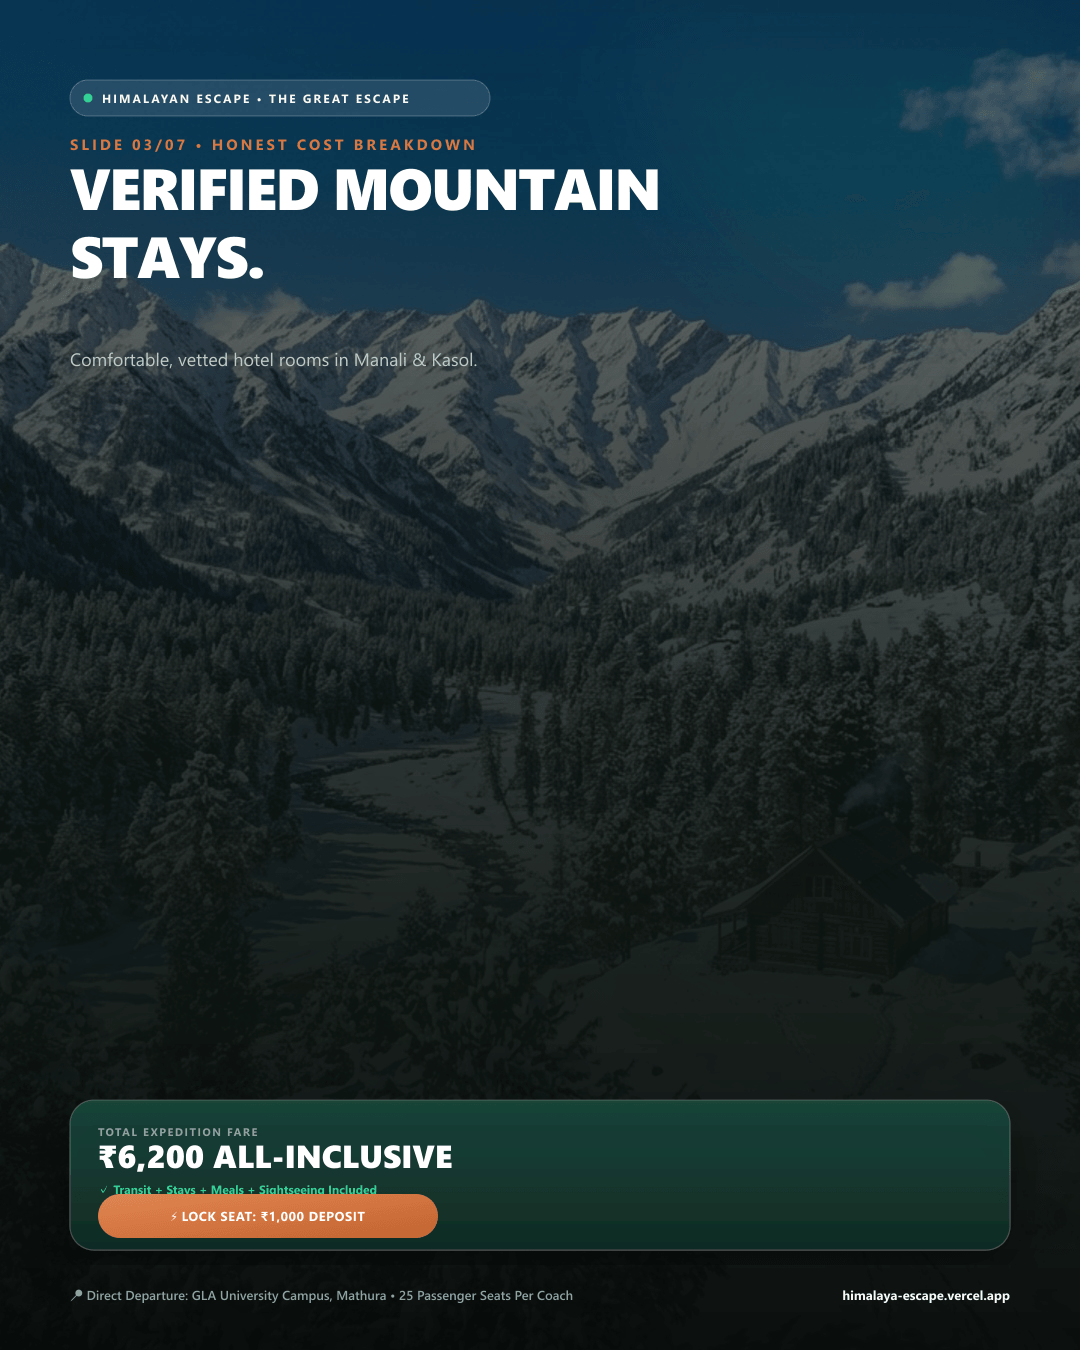 HIMALAYAN ESCAPE • THE GREAT ESCAPE
SLIDE 03/07 • HONEST COST BREAKDOWN
VERIFIED MOUNTAIN
STAYS.
Comfortable, vetted hotel rooms in Manali & Kasol.
TOTAL EXPEDITION FARE
₹6,200 ALL-INCLUSIVE
✓ Transit + Stays + Meals + Sightseeing Included
⚡ LOCK SEAT: ₹1,000 DEPOSIT
📍 Direct Departure: GLA University Campus, Mathura • 25 Passenger Seats Per Coach
himalaya-escape.vercel.app